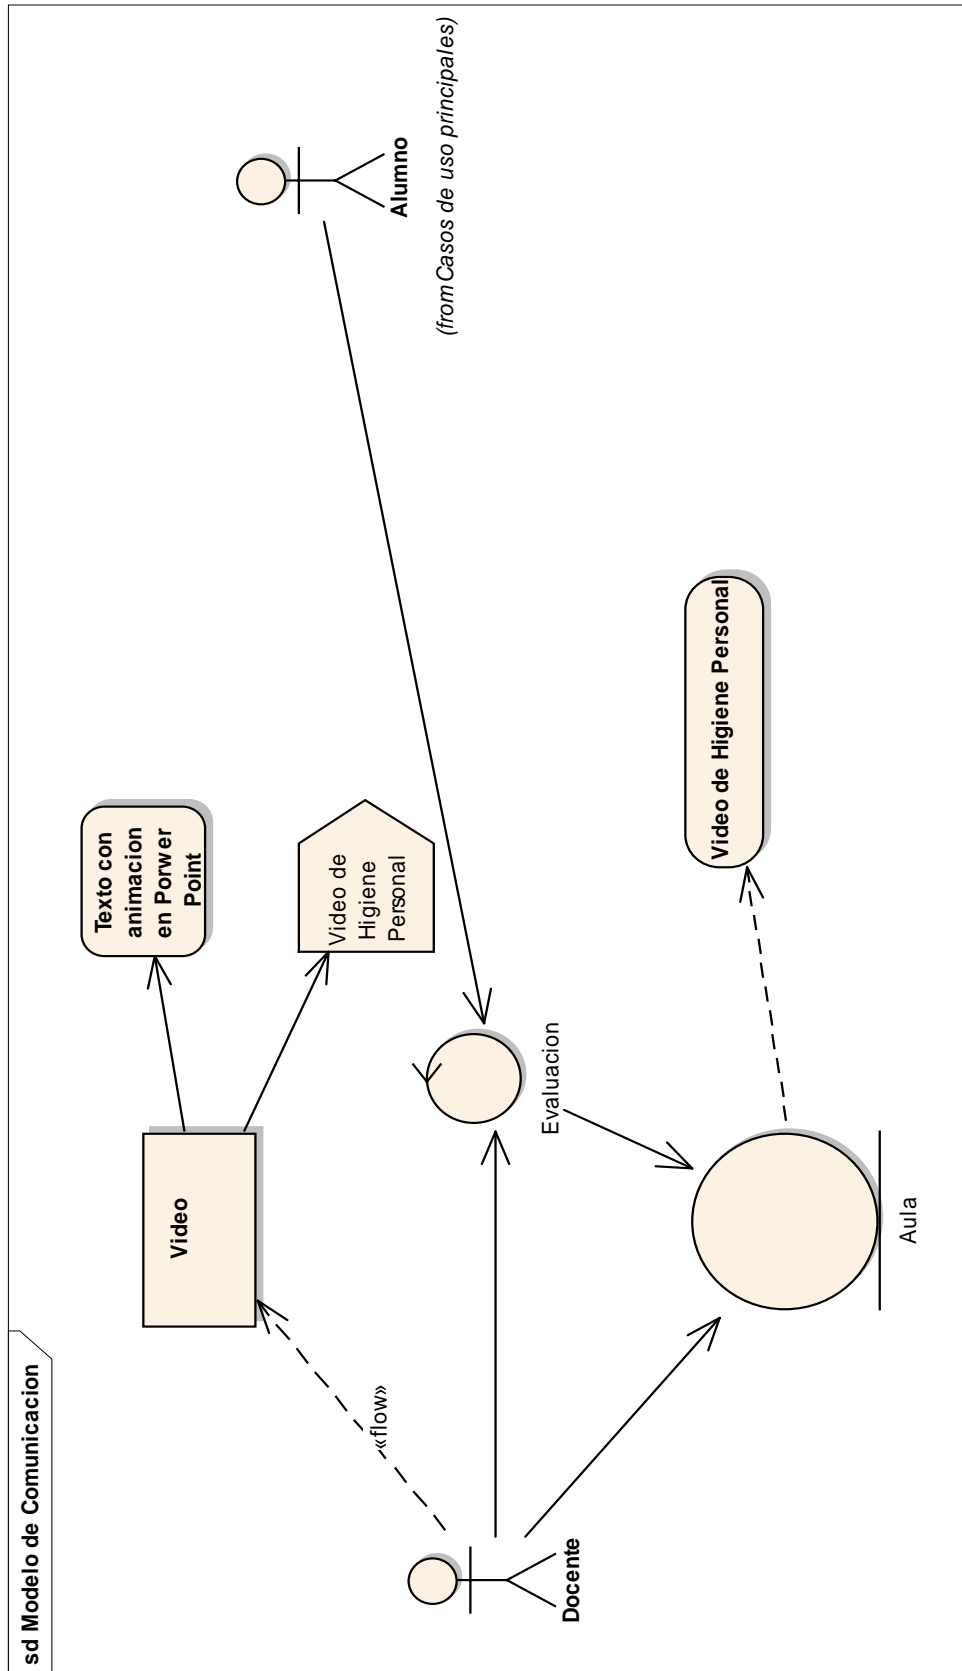 sd Modelo de Comunicacion
Texto con
animacion
en Porwer
Point
Video
Video de
Higiene
Personal
«flow»
Alumno
(from Casos de uso principales)
Docente
Evaluacion
Video de Higiene Personal
Aula